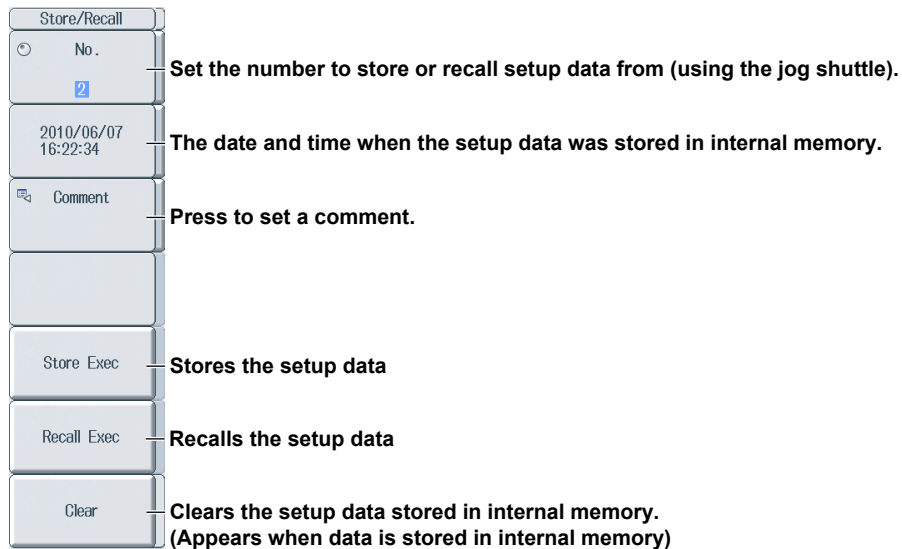 Store/Recall
No.
2
Set the number to store or recall setup data from (using the jog shuttle).
2010/06/07
16:22:34
The date and time when the setup data was stored in internal memory.
Comment
Press to set a comment.
Store Exec
Stores the setup data
Recall Exec
Recalls the setup data
Clear
Clears the setup data stored in internal memory.
(Appears when data is stored in internal memory)